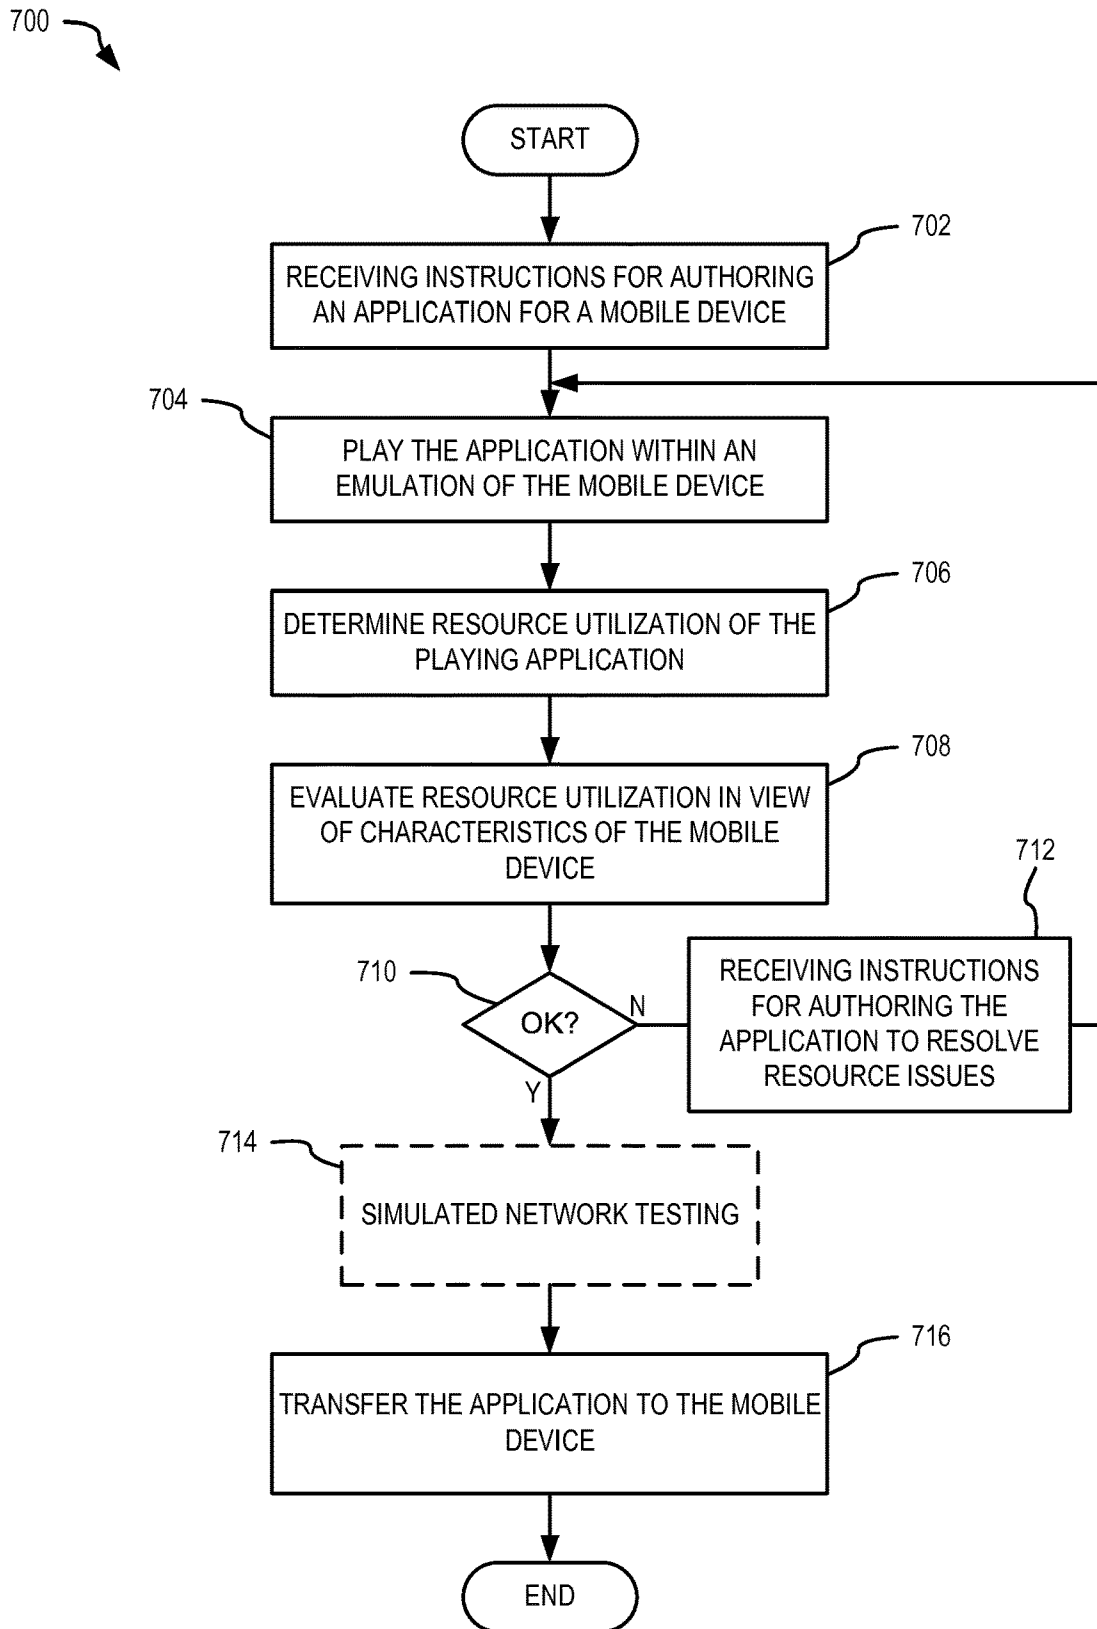 700
START
702
RECEIVING INSTRUCTIONS FOR AUTHORING
AN APPLICATION FOR A MOBILE DEVICE
704
PLAY THE APPLICATION WITHIN AN
EMULATION OF THE MOBILE DEVICE
706
DETERMINE RESOURCE UTILIZATION OF THE
PLAYING APPLICATION
708
EVALUATE RESOURCE UTILIZATION IN VIEW
OF CHARACTERISTICS OF THE MOBILE
DEVICE
710
OK?
N
Y
712
RECEIVING INSTRUCTIONS
FOR AUTHORING THE
APPLICATION TO RESOLVE
RESOURCE ISSUES
714
SIMULATED NETWORK TESTING
716
TRANSFER THE APPLICATION TO THE MOBILE
DEVICE
END